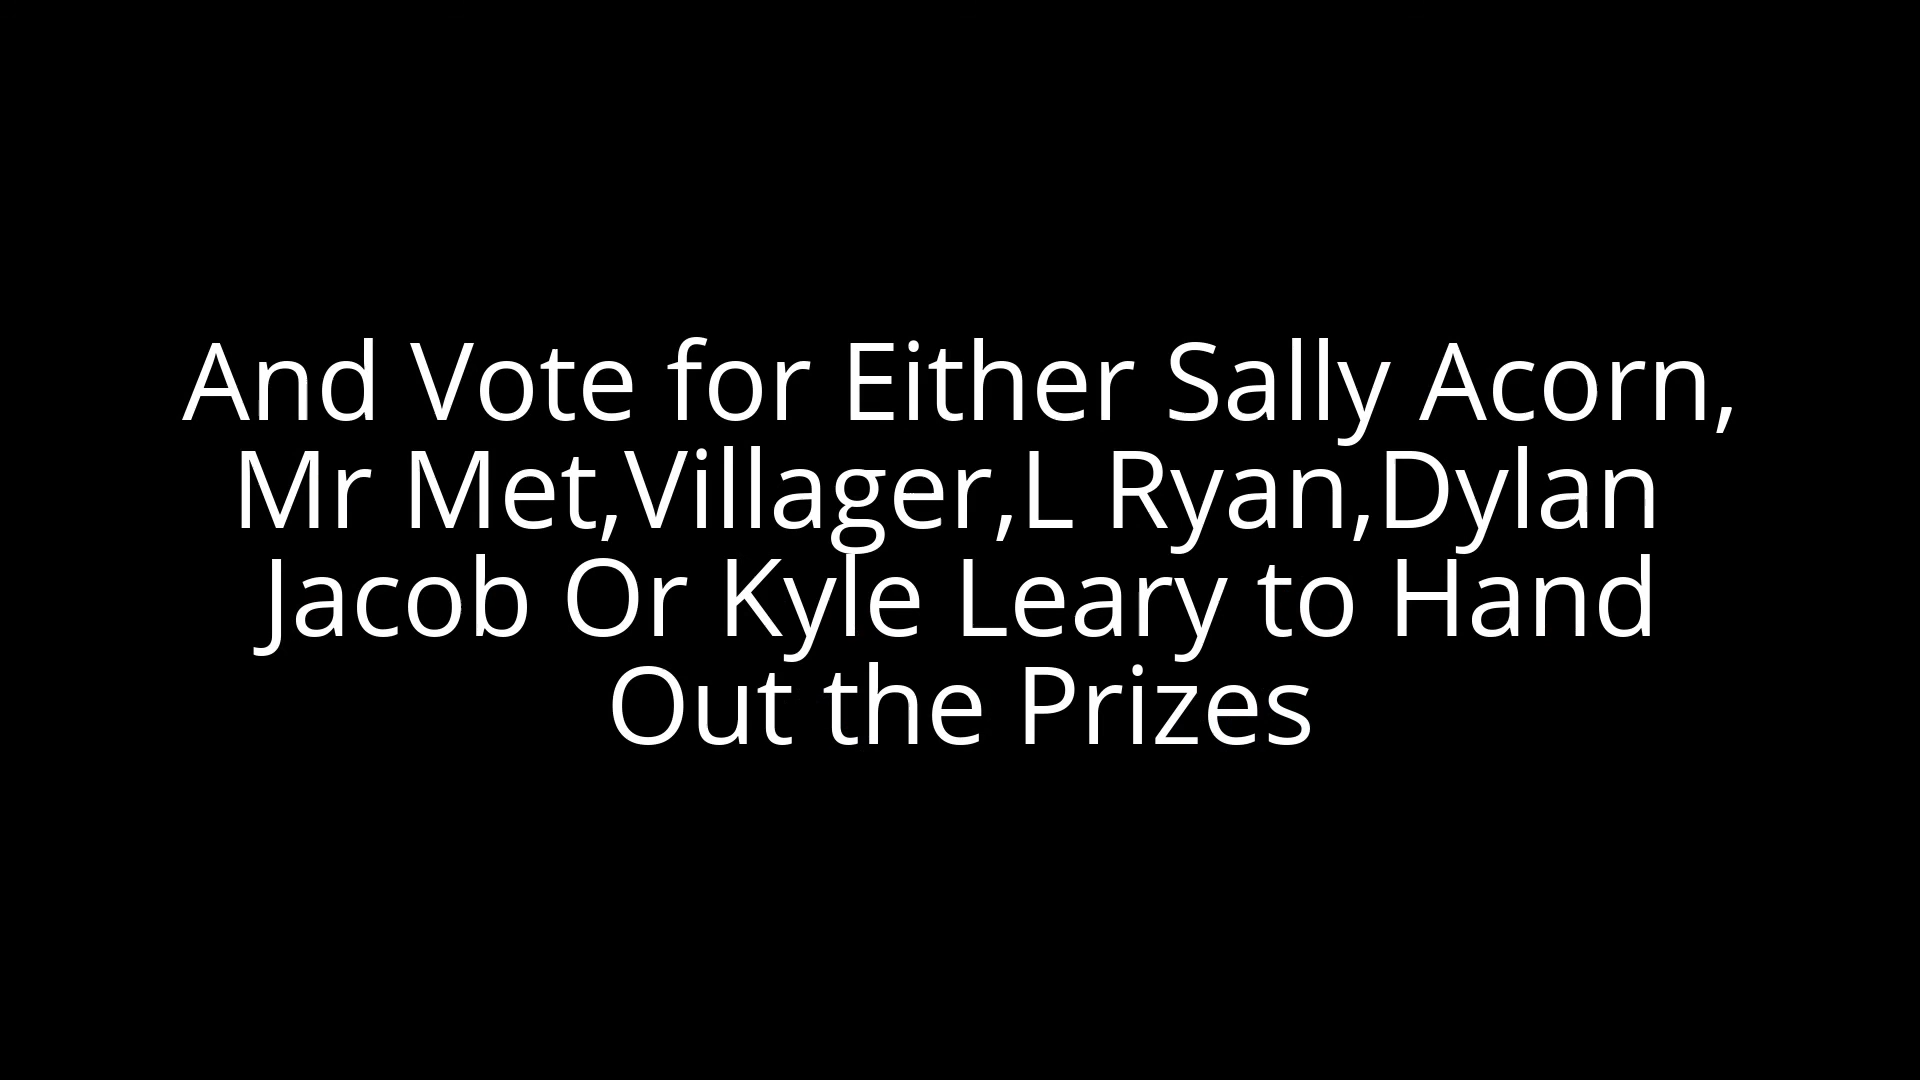 And Vote for Either Sally Acorn,
Mr Met,Villager,L Ryan,Dylan
Jacob Or Kyle Leary to Hand
Out the Prizes